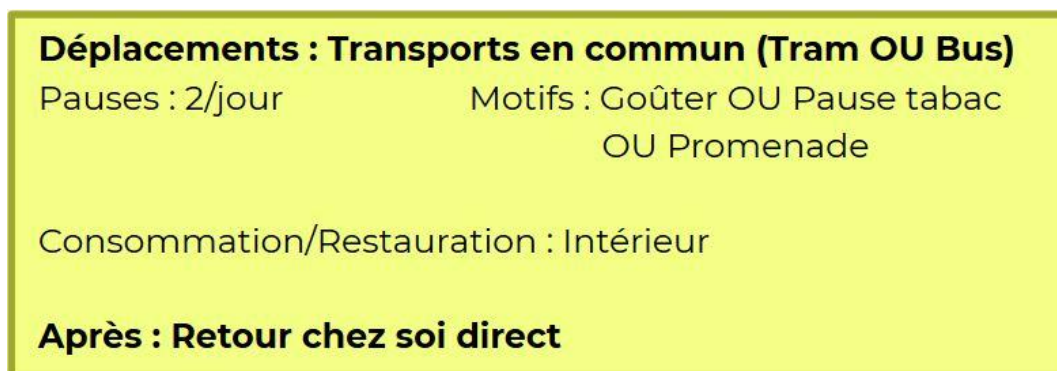 Déplacements : Transports en commun (Tram OU Bus)
Pauses : 2/jour Motifs : Goûter OU Pause tabac
OU Promenade
Consommation/Restauration : Intérieur
Après : Retour chez soi direct